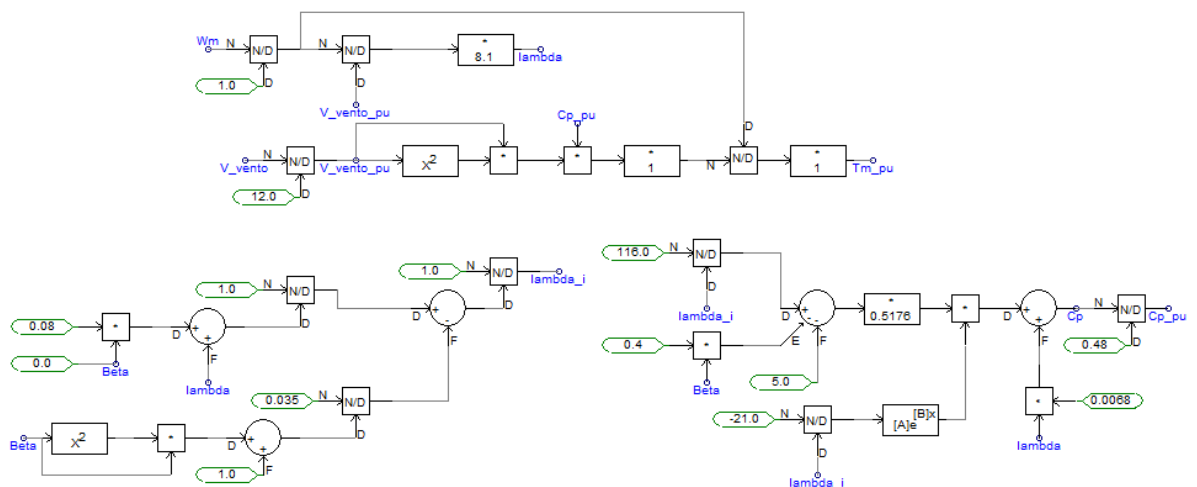 Wm N N/D N N/D * 8.1 lambda
1.0 D D
V_vento_pu
Cp_pu
D
V_vento N N/D V_vento_pu X² * * * 1 N N/D * 1 Tm_pu
12.0 D
1.0 N N/D 1.0 N N/D lambda_i
D D
0.08 * D + + D + -
0.0 Beta F F
lambda
0.035 N N/D
D
Beta X² * D + +
1.0 F
116.0 N N/D
D
lambda_i D + - - * 0.5176 * D + + Cp N N/D Cp_pu
0.4 * E F F 0.48 D
Beta 5.0
-21.0 N N/D [A]e [B]x * 0.0068
D
lambda_i lambda